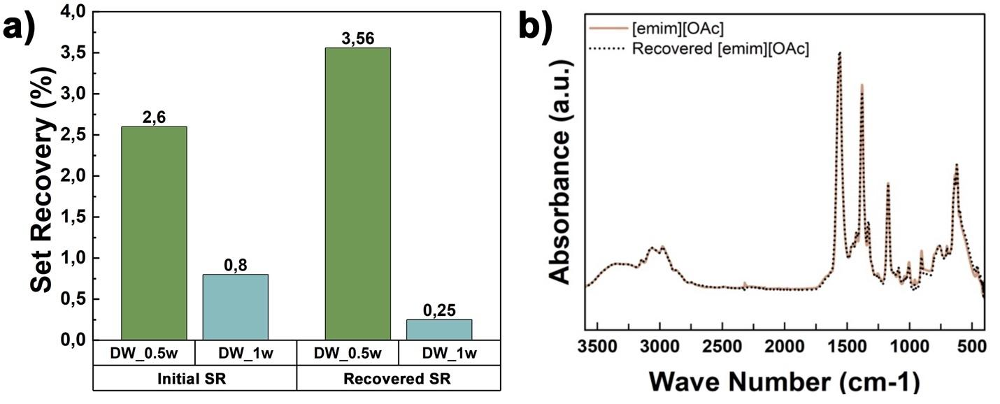 a)
Set Recovery (%)
4,0
3,5
3,0
2,5
2,0
1,5
1,0
0,5
0,0
2,6
0,8
3,56
0,25
DW_0.5w DW_1w DW_0.5w DW_1w
Initial SR Recovered SR
b)
[emim][OAc]
Recovered [emim][OAc]
Absorbance (a.u.)
3500 3000 2500 2000 1500 1000 500
Wave Number (cm-1)